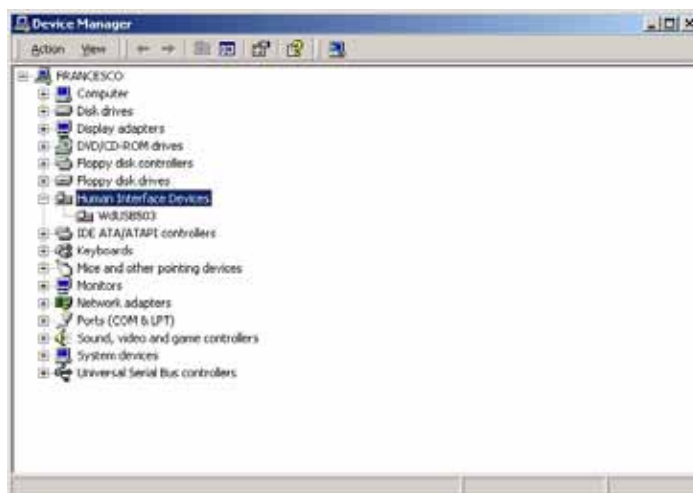 Device Manager
Action View
FRANCESCO
Computer
Disk drives
Display adapters
DVD/CD-ROM drives
Floppy disk controllers
Floppy disk drives
Human Interface Devices
WdUSB503
IDE ATA/ATAPI controllers
Keyboards
Mice and other pointing devices
Monitors
Network adapters
Ports (COM & LPT)
Sound, video and game controllers
System devices
Universal Serial Bus controllers